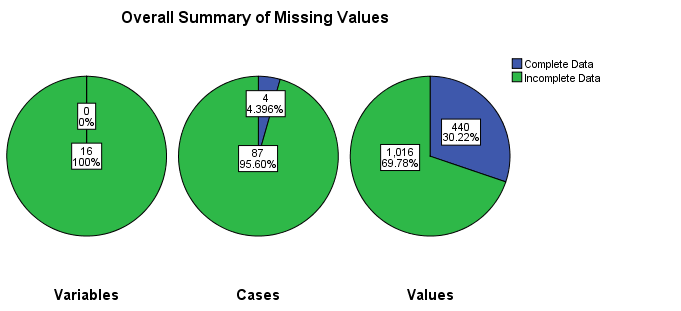 Overall Summary of Missing Values
Complete Data
Incomplete Data
0
0%
16
100%
4
4.396%
87
95.60%
440
30.22%
1,016
69.78%
Variables
Cases
Values